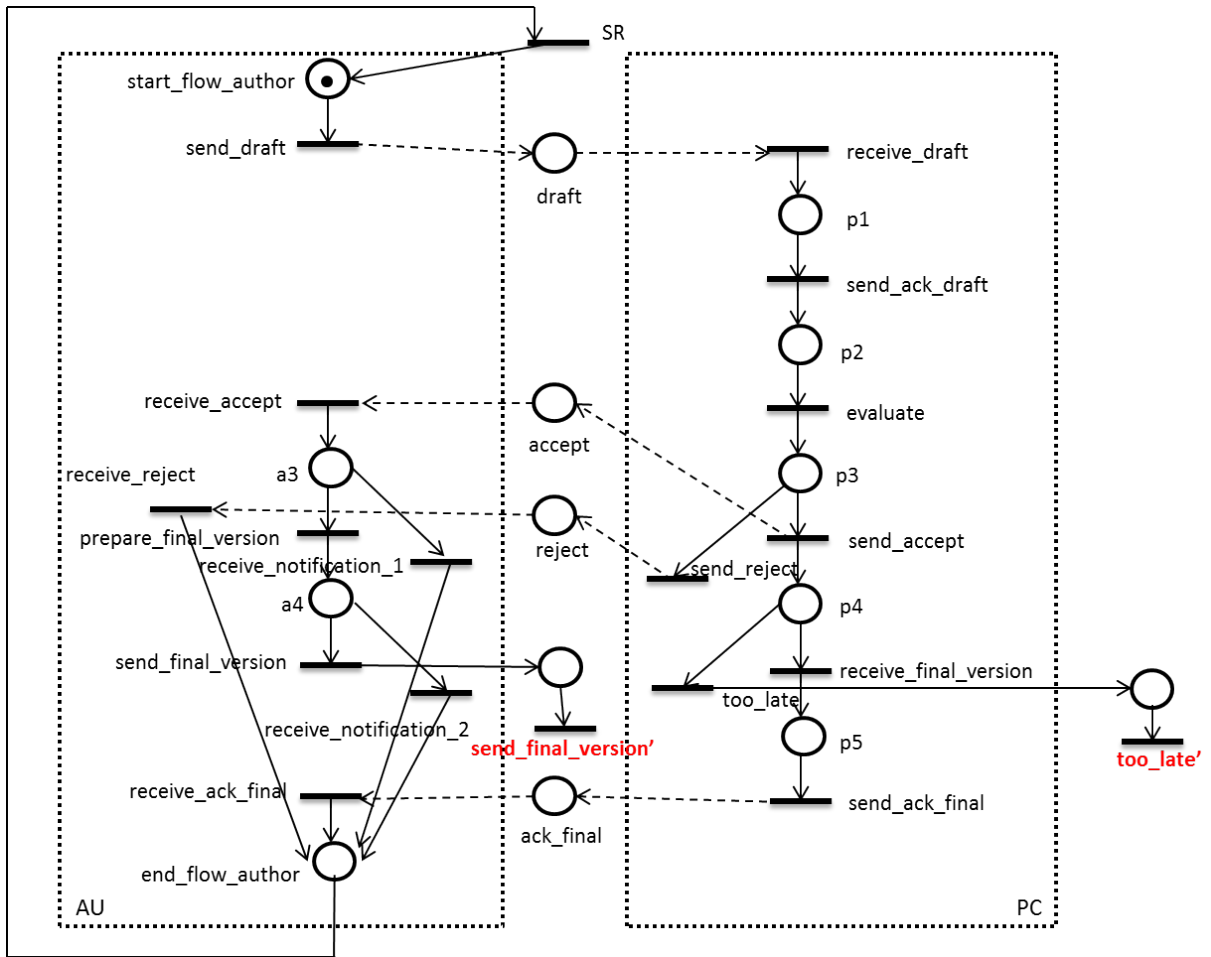 SR
start_flow_author
send_draft
receive_draft
draft
p1
send_ack_draft
p2
receive_accept
evaluate
accept
a3
receive_reject
p3
prepare_final_version
reject
send_accept
receive_notification_1
send_reject
a4
p4
send_final_version
receive_final_version
too_late
receive_notification_2
send_final_version’
p5
too_late’
receive_ack_final
send_ack_final
ack_final
end_flow_author
AU
PC